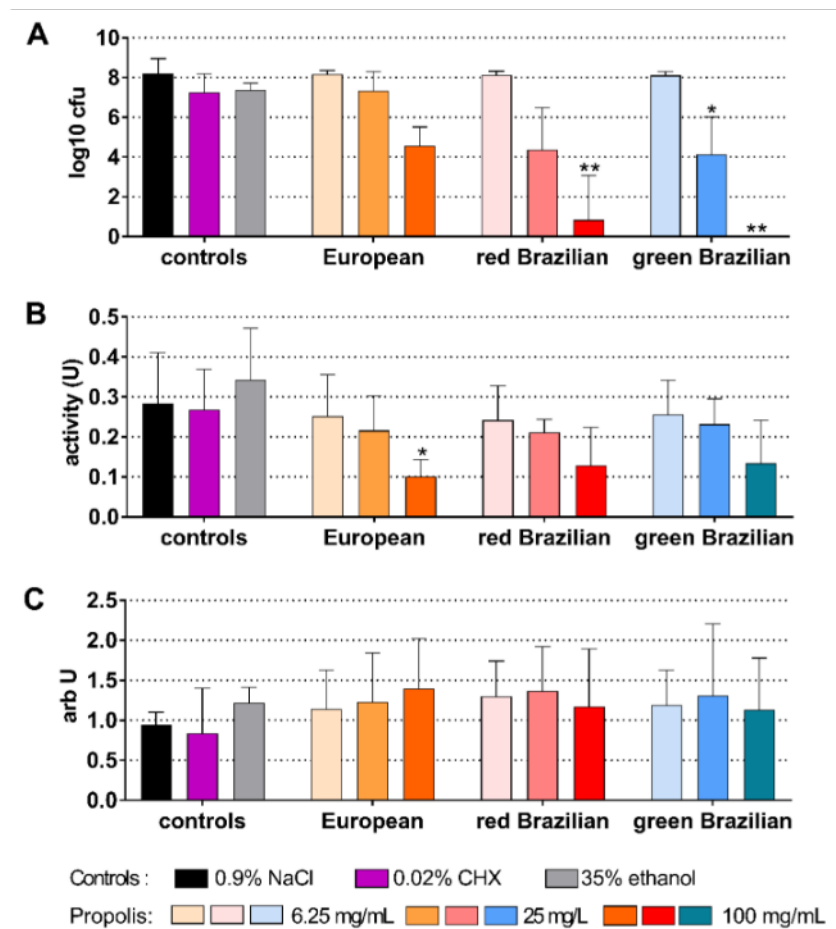 A
log10 cfu
10
8
6
4
2
0
**
*
**
controls European red Brazilian green Brazilian
B
activity (U)
0.5
0.4
0.3
0.2
0.1
0.0
*
controls European red Brazilian green Brazilian
C
arb U
2.5
2.0
1.5
1.0
0.5
0.0
controls European red Brazilian green Brazilian
Controls : 0.9% NaCl 0.02% CHX 35% ethanol
Propolis: 6.25 mg/mL 25 mg/L 100 mg/mL